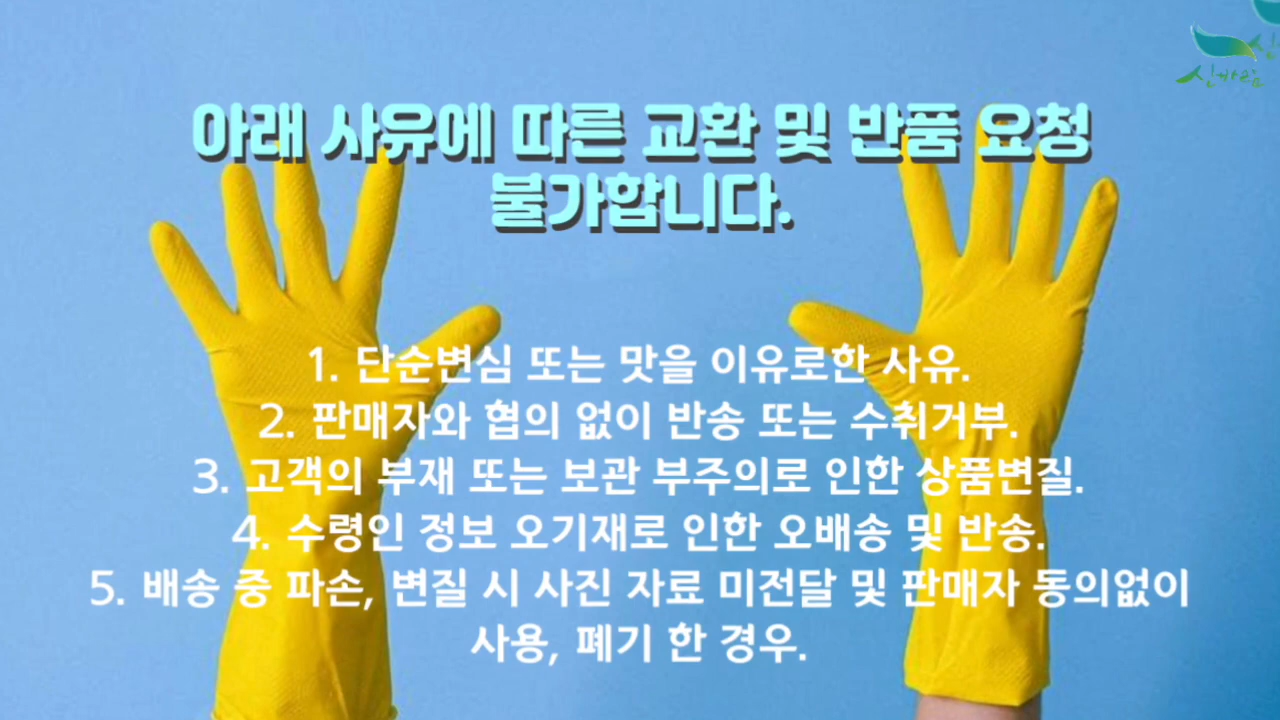 신바람
아래 사유에 따른 교환 및 반품 요청
불가합니다.
1. 단순변심 또는 맛을 이유로한 사유.
2. 판매자와 협의 없이 반송 또는 수취거부.
3. 고객의 부재 또는 보관 부주의로 인한 상품변질.
4. 수령인 정보 오기재로 인한 오배송 및 반송.
5. 배송 중 파손, 변질 시 사진 자료 미전달 및 판매자 동의없이
사용, 폐기 한 경우.